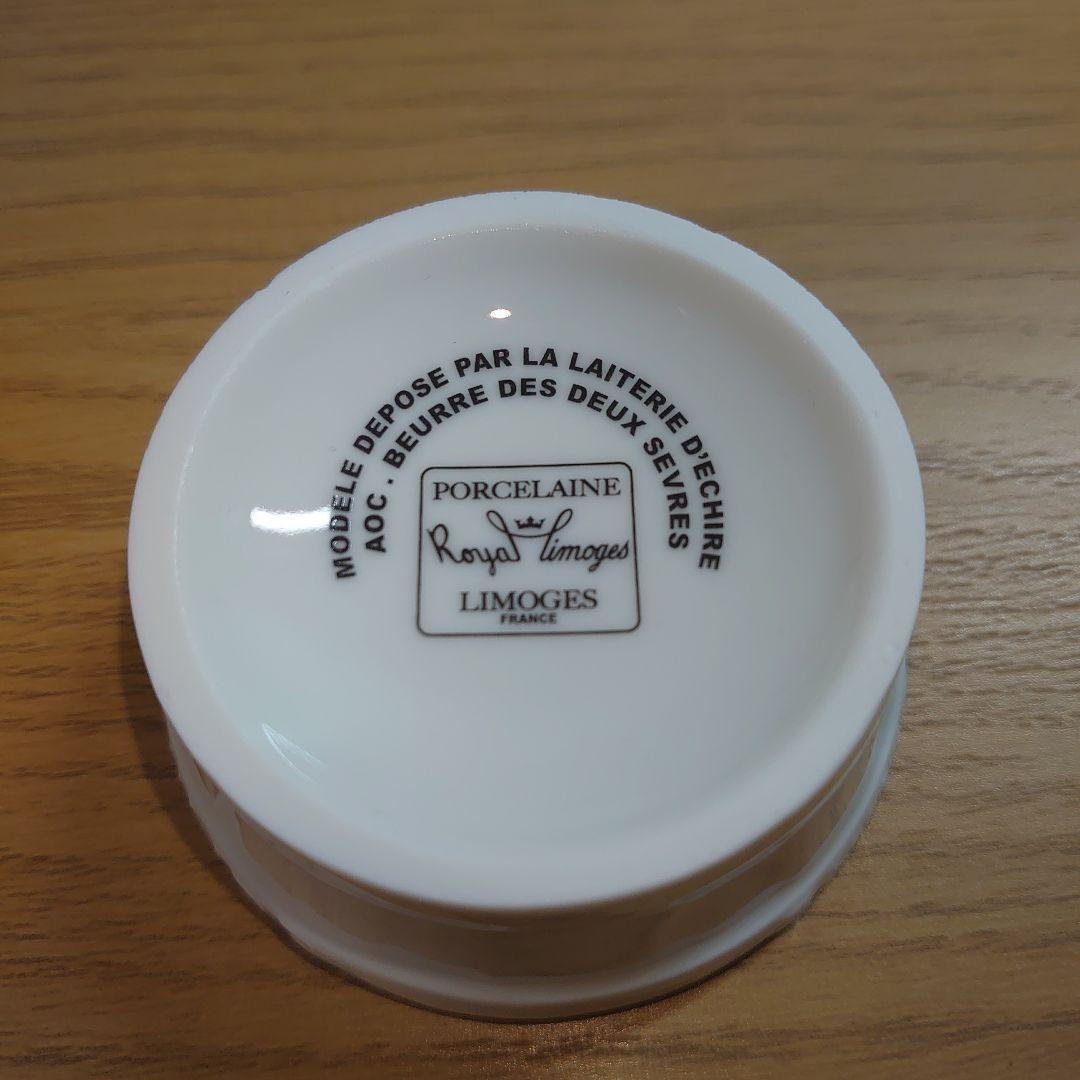 MODELE DEPOSE PAR LA LAITERIE D'ECHIRE
AOC . BEURRE DES DEUX SEVRES
PORCELAINE
Royal Limoges
LIMOGES
FRANCE